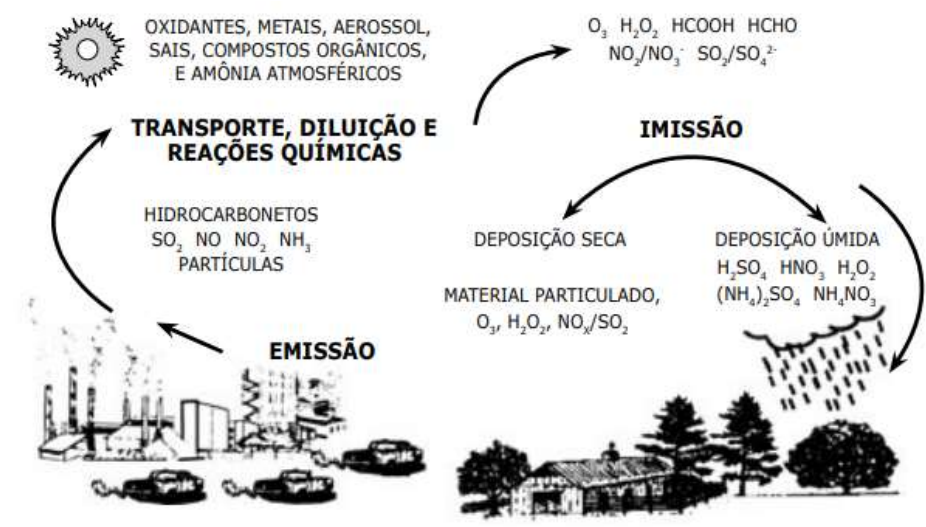 OXIDANTES, METAIS, AEROSSOL,
SAIS, COMPOSTOS ORGÂNICOS,
E AMÔNIA ATMOSFÉRICOS
TRANSPORTE, DILUIÇÃO E
REAÇÕES QUÍMICAS
O₃ H₂O₂ HCOOH HCHO
NO₂/NO₃⁻ SO₂/SO₄²⁻
IMISSÃO
HIDROCARBONETOS
SO₂ NO NO₂ NH₃
PARTÍCULAS
EMISSÃO
DEPOSIÇÃO SECA
MATERIAL PARTICULADO,
O₃, H₂O₂, NOₓ/SO₂
DEPOSIÇÃO ÚMIDA
H₂SO₄ HNO₃ H₂O₂
(NH₄)₂SO₄ NH₄NO₃